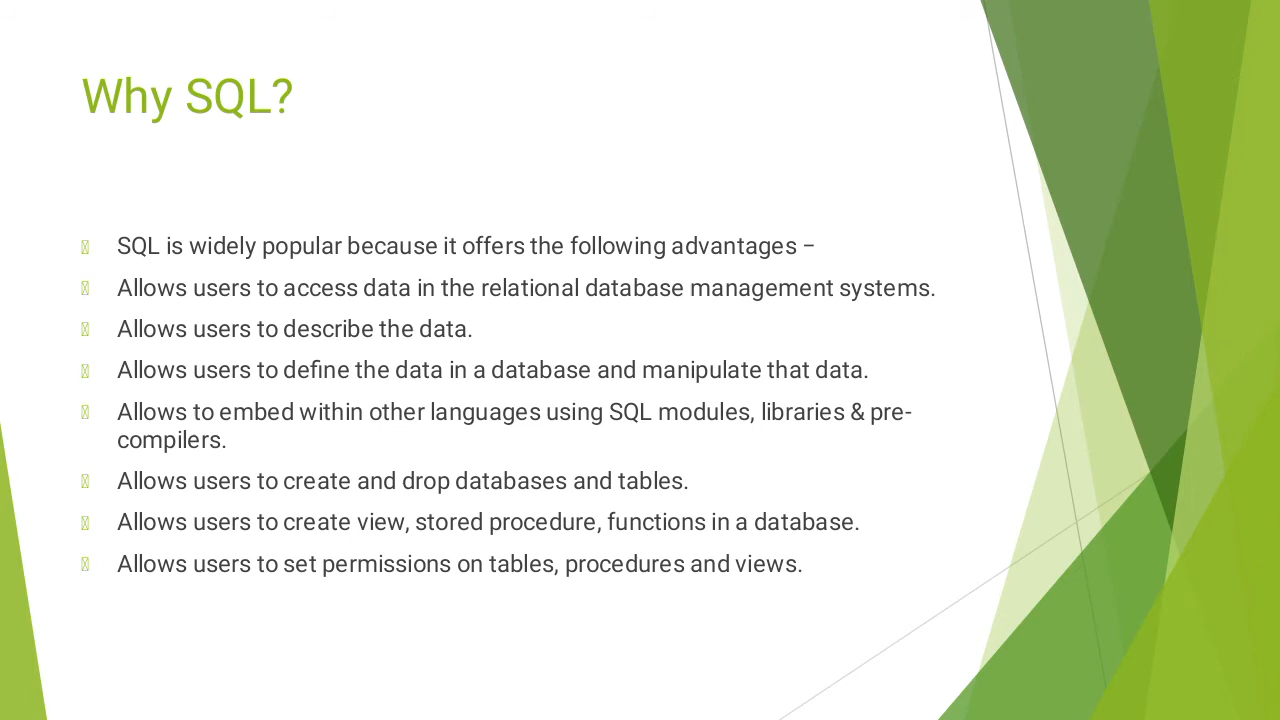 Why SQL?
SQL is widely popular because it offers the following advantages −
Allows users to access data in the relational database management systems.
Allows users to describe the data.
Allows users to define the data in a database and manipulate that data.
Allows to embed within other languages using SQL modules, libraries & pre-
compilers.
Allows users to create and drop databases and tables.
Allows users to create view, stored procedure, functions in a database.
Allows users to set permissions on tables, procedures and views.